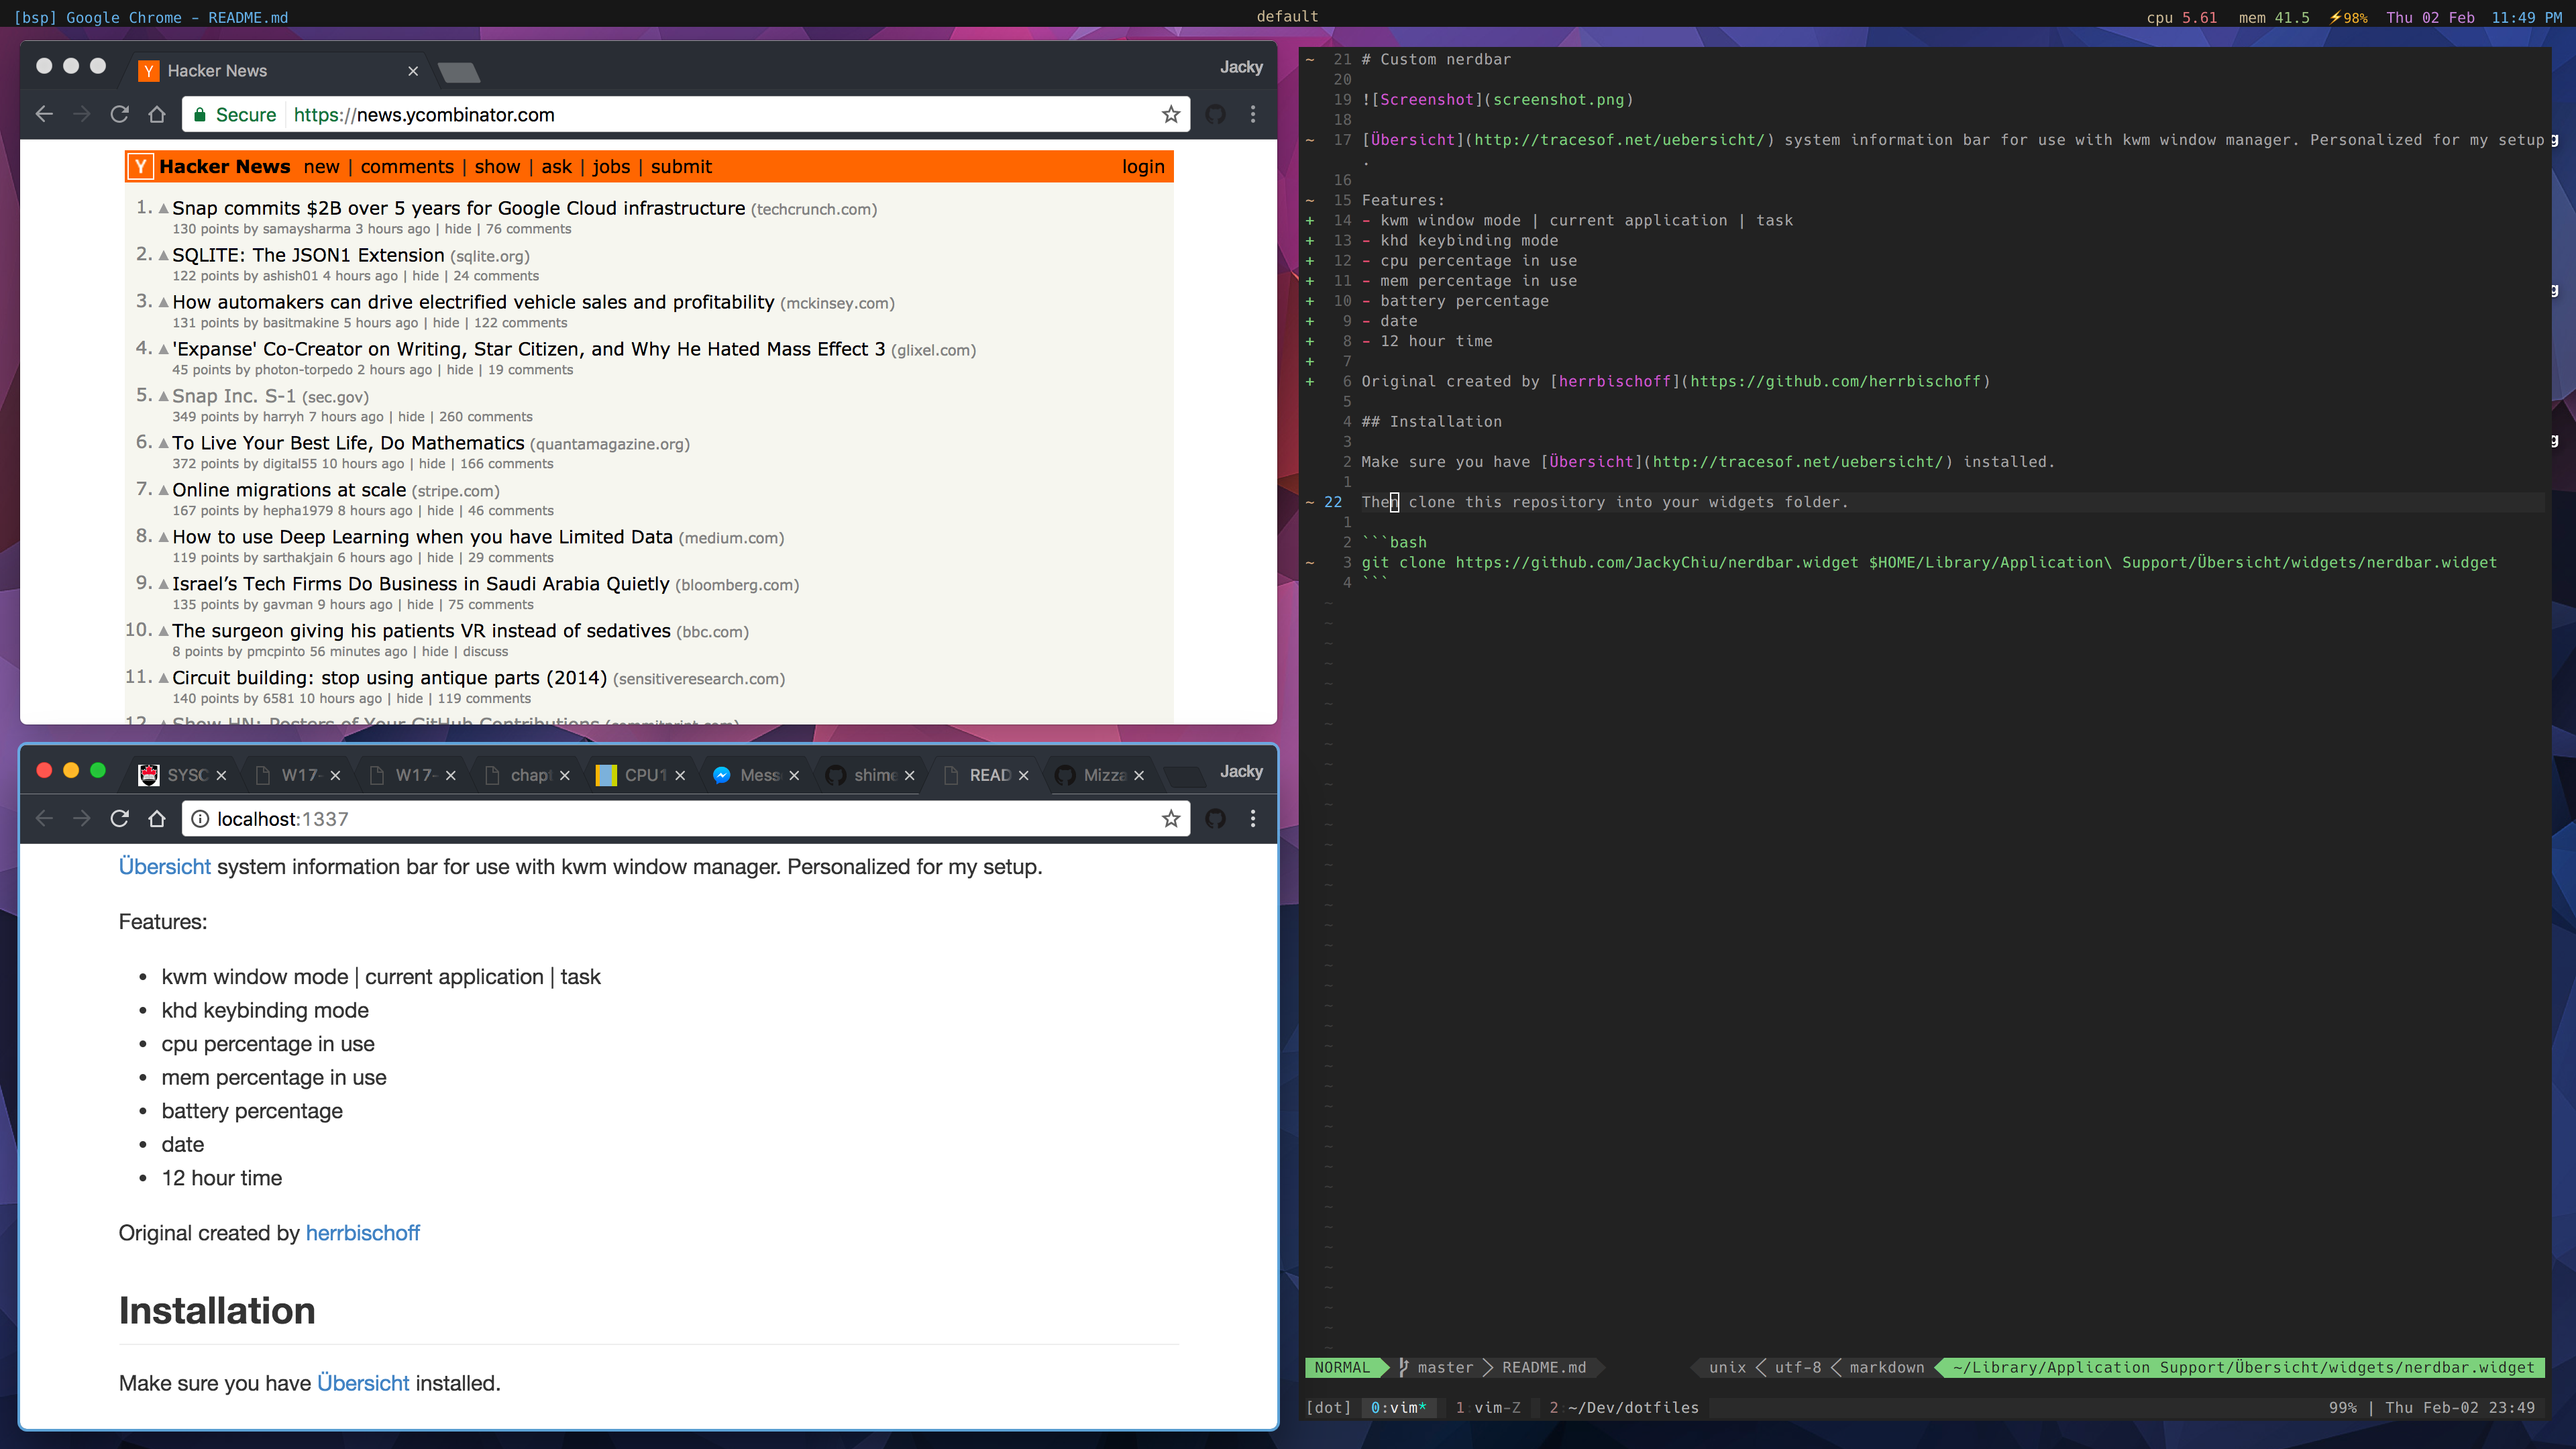 [bsp] Google Chrome - README.md
default
cpu 5.61 mem 41.5 ⚡98% Thu 02 Feb 11:49 PM
Hacker News
Jacky
Secure https://news.ycombinator.com
Y Hacker News new | comments | show | ask | jobs | submit login
1. Snap commits $2B over 5 years for Google Cloud infrastructure (techcrunch.com)
130 points by samaysharma 3 hours ago | hide | 76 comments
2. SQLITE: The JSON1 Extension (sqlite.org)
122 points by ashish01 4 hours ago | hide | 24 comments
3. How automakers can drive electrified vehicle sales and profitability (mckinsey.com)
131 points by basitmakine 5 hours ago | hide | 122 comments
4. 'Expanse' Co-Creator on Writing, Star Citizen, and Why He Hated Mass Effect 3 (glixel.com)
45 points by photon-torpedo 2 hours ago | hide | 19 comments
5. Snap Inc. S-1 (sec.gov)
349 points by harryh 7 hours ago | hide | 260 comments
6. To Live Your Best Life, Do Mathematics (quantamagazine.org)
372 points by digital55 10 hours ago | hide | 166 comments
7. Online migrations at scale (stripe.com)
167 points by hepha1979 8 hours ago | hide | 46 comments
8. How to use Deep Learning when you have Limited Data (medium.com)
119 points by sarthakjain 6 hours ago | hide | 29 comments
9. Israel’s Tech Firms Do Business in Saudi Arabia Quietly (bloomberg.com)
135 points by gavman 9 hours ago | hide | 75 comments
10. The surgeon giving his patients VR instead of sedatives (bbc.com)
8 points by pmcpinto 56 minutes ago | hide | discuss
11. Circuit building: stop using antique parts (2014) (sensitiveresearch.com)
140 points by 6581 10 hours ago | hide | 119 comments
12. Show HN: Posters of Your GitHub Contributions (commitprint.com)
SYSC W17- W17- chapt CPU1 Mess shime READ Mizza Jacky
localhost:1337
Übersicht system information bar for use with kwm window manager. Personalized for my setup.
Features:
• kwm window mode | current application | task
• khd keybinding mode
• cpu percentage in use
• mem percentage in use
• battery percentage
• date
• 12 hour time
Original created by herrbischoff
Installation
Make sure you have Übersicht installed.
~ 21 # Custom nerdbar
20
19 ![Screenshot](screenshot.png)
18
~ 17 [Übersicht](http://tracesof.net/uebersicht/) system information bar for use with kwm window manager. Personalized for my setup
.
16
~ 15 Features:
+ 14 - kwm window mode | current application | task
+ 13 - khd keybinding mode
+ 12 - cpu percentage in use
+ 11 - mem percentage in use
+ 10 - battery percentage
+ 9 - date
+ 8 - 12 hour time
+ 7
+ 6 Original created by [herrbischoff](https://github.com/herrbischoff)
5
4 ## Installation
3
2 Make sure you have [Übersicht](http://tracesof.net/uebersicht/) installed.
1
~ 22 Then clone this repository into your widgets folder.
1
2 ```bash
~ 3 git clone https://github.com/JackyChiu/nerdbar.widget $HOME/Library/Application\ Support/Übersicht/widgets/nerdbar.widget
4 ```
NORMAL master README.md unix utf-8 markdown ~/Library/Application Support/Übersicht/widgets/nerdbar.widget
[dot] 0:vim* 1:vim-Z 2:~/Dev/dotfiles 99% | Thu Feb-02 23:49
g
g
g